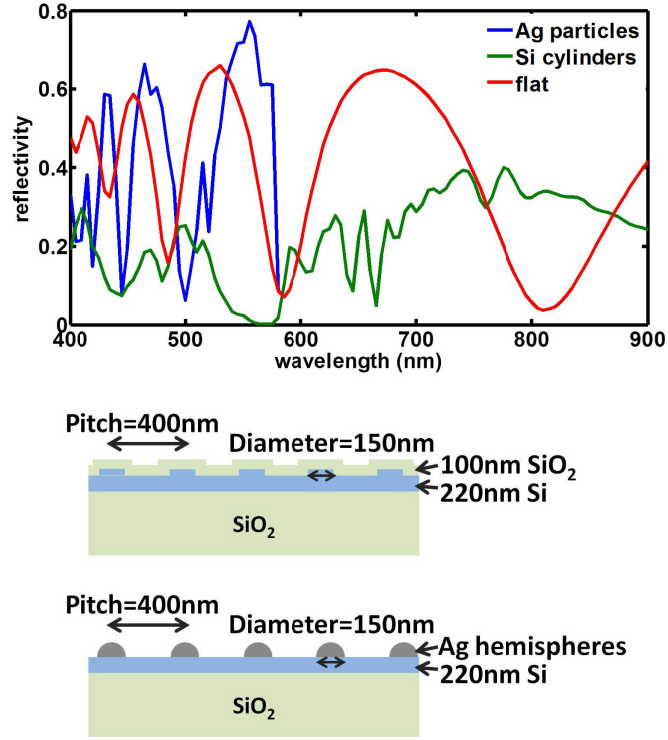 0.8
0.6
0.4
0.2
0
reflectivity
Ag particles
Si cylinders
flat
400 500 600 700 800 900
wavelength (nm)
Pitch=400nm
Diameter=150nm
100nm SiO₂
220nm Si
SiO₂
Pitch=400nm
Diameter=150nm
Ag hemispheres
220nm Si
SiO₂